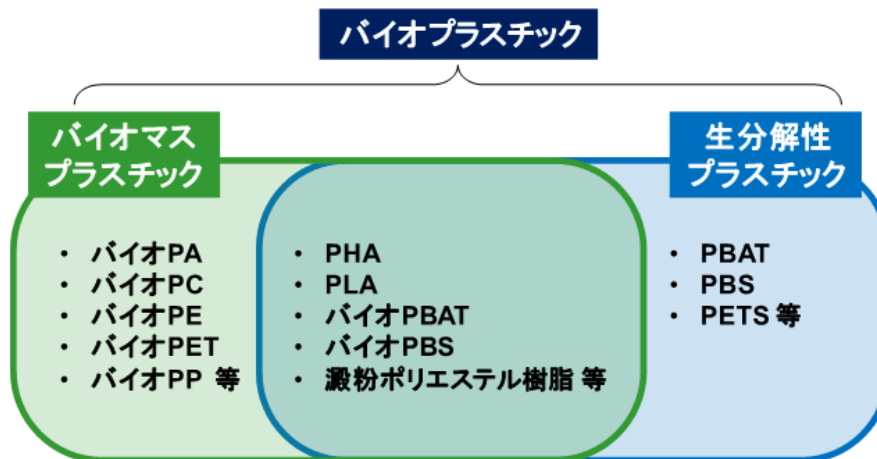 バイオプラスチック
バイオマス
プラスチック
生分解性
プラスチック
・ バイオPA
・ バイオPC
・ バイオPE
・ バイオPET
・ バイオPP 等
・ PHA
・ PLA
・ バイオPBAT
・ バイオPBS
・ 澱粉ポリエステル樹脂 等
・ PBAT
・ PBS
・ PETS 等